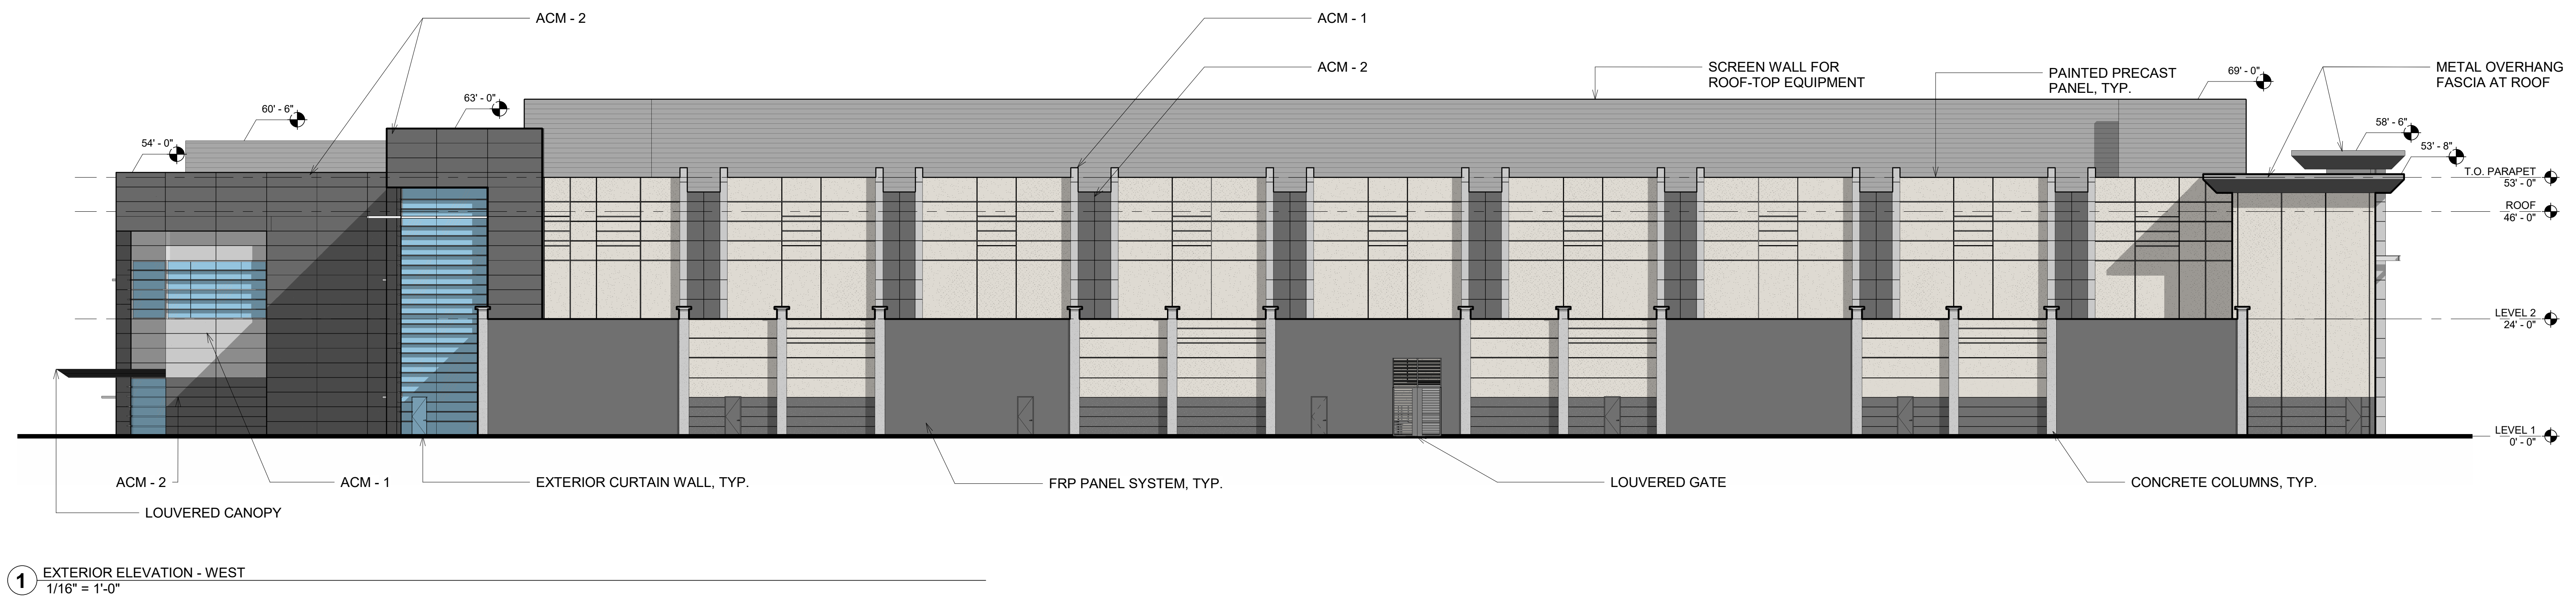 ACM - 2
ACM - 1
ACM - 2
SCREEN WALL FOR
ROOF-TOP EQUIPMENT
PAINTED PRECAST
PANEL, TYP.
69' - 0"
METAL OVERHANG
FASCIA AT ROOF
63' - 0"
60' - 6"
54' - 0"
58' - 6"
53' - 8"
T.O. PARAPET
53' - 0"
ROOF
46' - 0"
LEVEL 2
24' - 0"
LEVEL 1
0' - 0"
ACM - 2
ACM - 1
EXTERIOR CURTAIN WALL, TYP.
FRP PANEL SYSTEM, TYP.
LOUVERED GATE
CONCRETE COLUMNS, TYP.
LOUVERED CANOPY
1
EXTERIOR ELEVATION - WEST
1/16" = 1'-0"